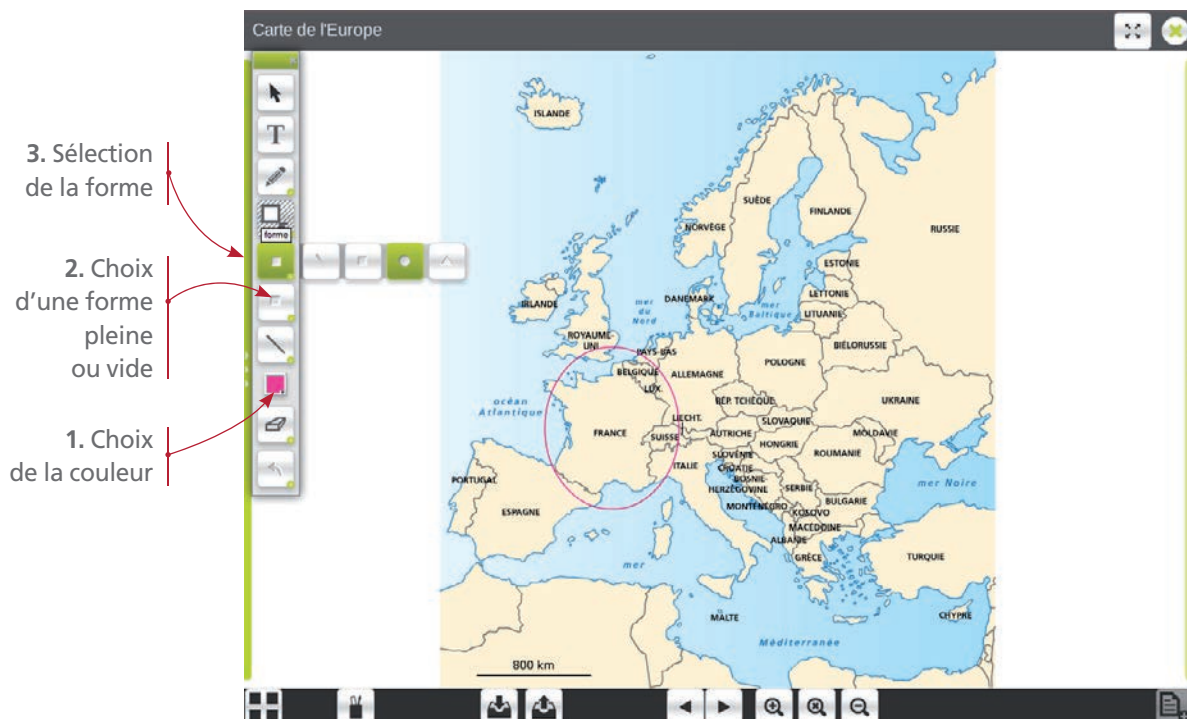 Carte de l'Europe
T
3. Sélection
de la forme
forme
2. Choix
d'une forme
pleine
ou vide
1. Choix
de la couleur
ISLANDE
SUÈDE
FINLANDE
NORVÈGE
RUSSIE
ESTONIE
LETTONIE
LITUANIE
DANEMARK
mer
du
Nord
mer
Baltique
IRLANDE
ROYAUME-
UNI
PAYS-BAS
BIÉLORUSSIE
POLOGNE
BELGIQUE
ALLEMAGNE
LUX.
RÉP. TCHÈQUE
UKRAINE
océan
Atlantique
LIECHT.
SLOVAQUIE
FRANCE
SUISSE
AUTRICHE
MOLDAVIE
HONGRIE
ROUMANIE
SLOVÉNIE
ITALIE
CROATIE
BOSNIE-
HERZÉGOVINE
SERBIE
PORTUGAL
mer Noire
BULGARIE
MONTÉNÉGRO
KOSOVO
ESPAGNE
MACÉDOINE
ALBANIE
GRÈCE
TURQUIE
mer
MALTE
CHYPRE
Méditerranée
800 km